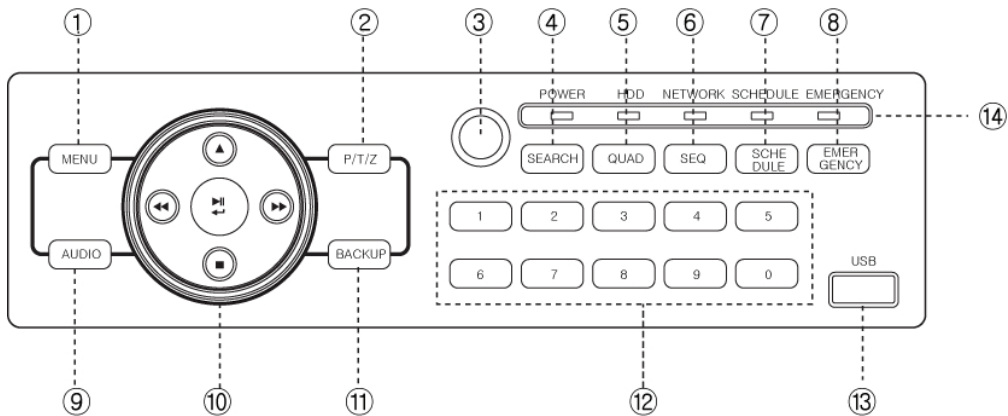 ① ② ③ ④ ⑤ ⑥ ⑦ ⑧
POWER HDD NETWORK SCHEDULE EMERGENCY
⑭
MENU P/T/Z SEARCH QUAD SEQ SCHE DULE EMER GENCY
1 2 3 4 5
AUDIO BACKUP
USB
6 7 8 9 0
⑨ ⑩ ⑪ ⑫ ⑬